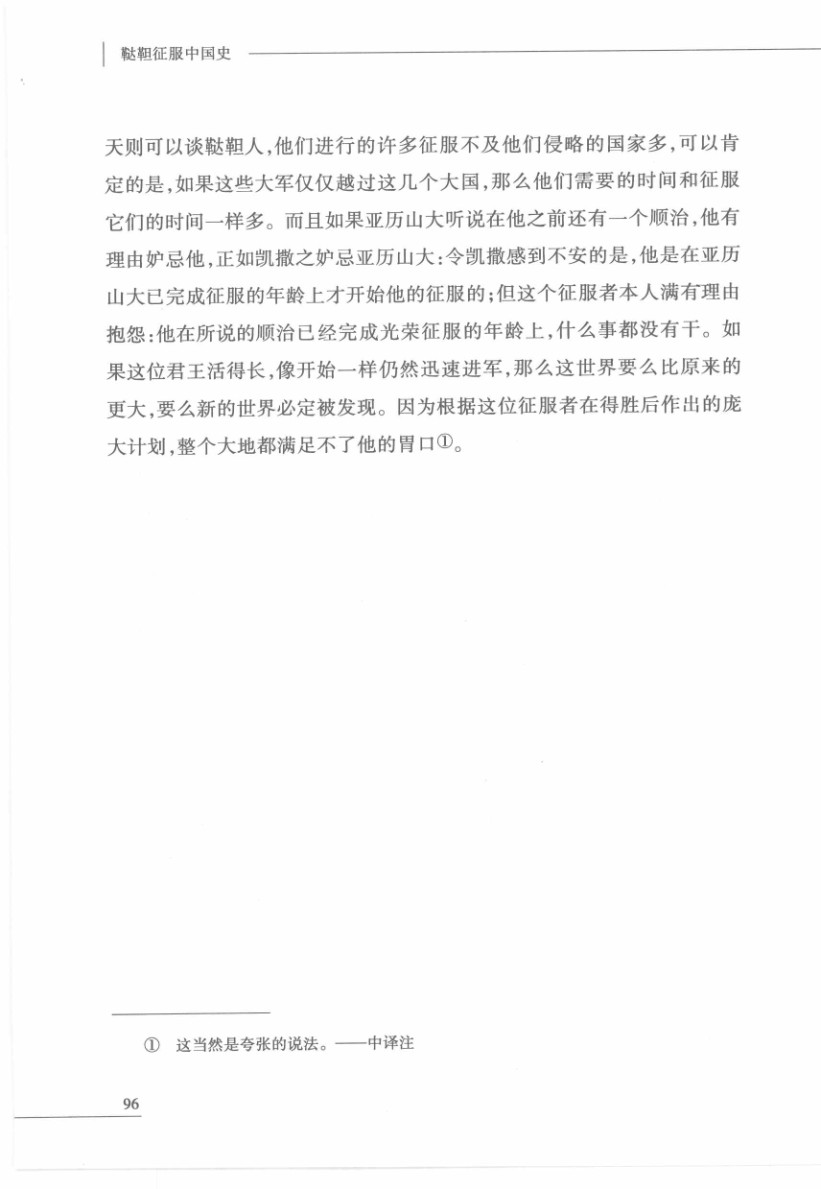 鞑靼征服中国史
天则可以谈鞑靼人,他们进行的许多征服不及他们侵略的国家多,可以肯
定的是,如果这些大军仅仅越过这几个大国,那么他们需要的时间和征服
它们的时间一样多。而且如果亚历山大听说在他之前还有一个顺治,他有
理由妒忌他,正如凯撒之妒忌亚历山大:令凯撒感到不安的是,他是在亚历
山大已完成征服的年龄上才开始他的征服的;但这个征服者本人满有理由
抱怨:他在所说的顺治已经完成光荣征服的年龄上,什么事都没有干。如
果这位君王活得长,像开始一样仍然迅速进军,那么这世界要么比原来的
更大,要么新的世界必定被发现。因为根据这位征服者在得胜后作出的庞
大计划,整个大地都满足不了他的胃口①。
① 这当然是夸张的说法。——中译注
96